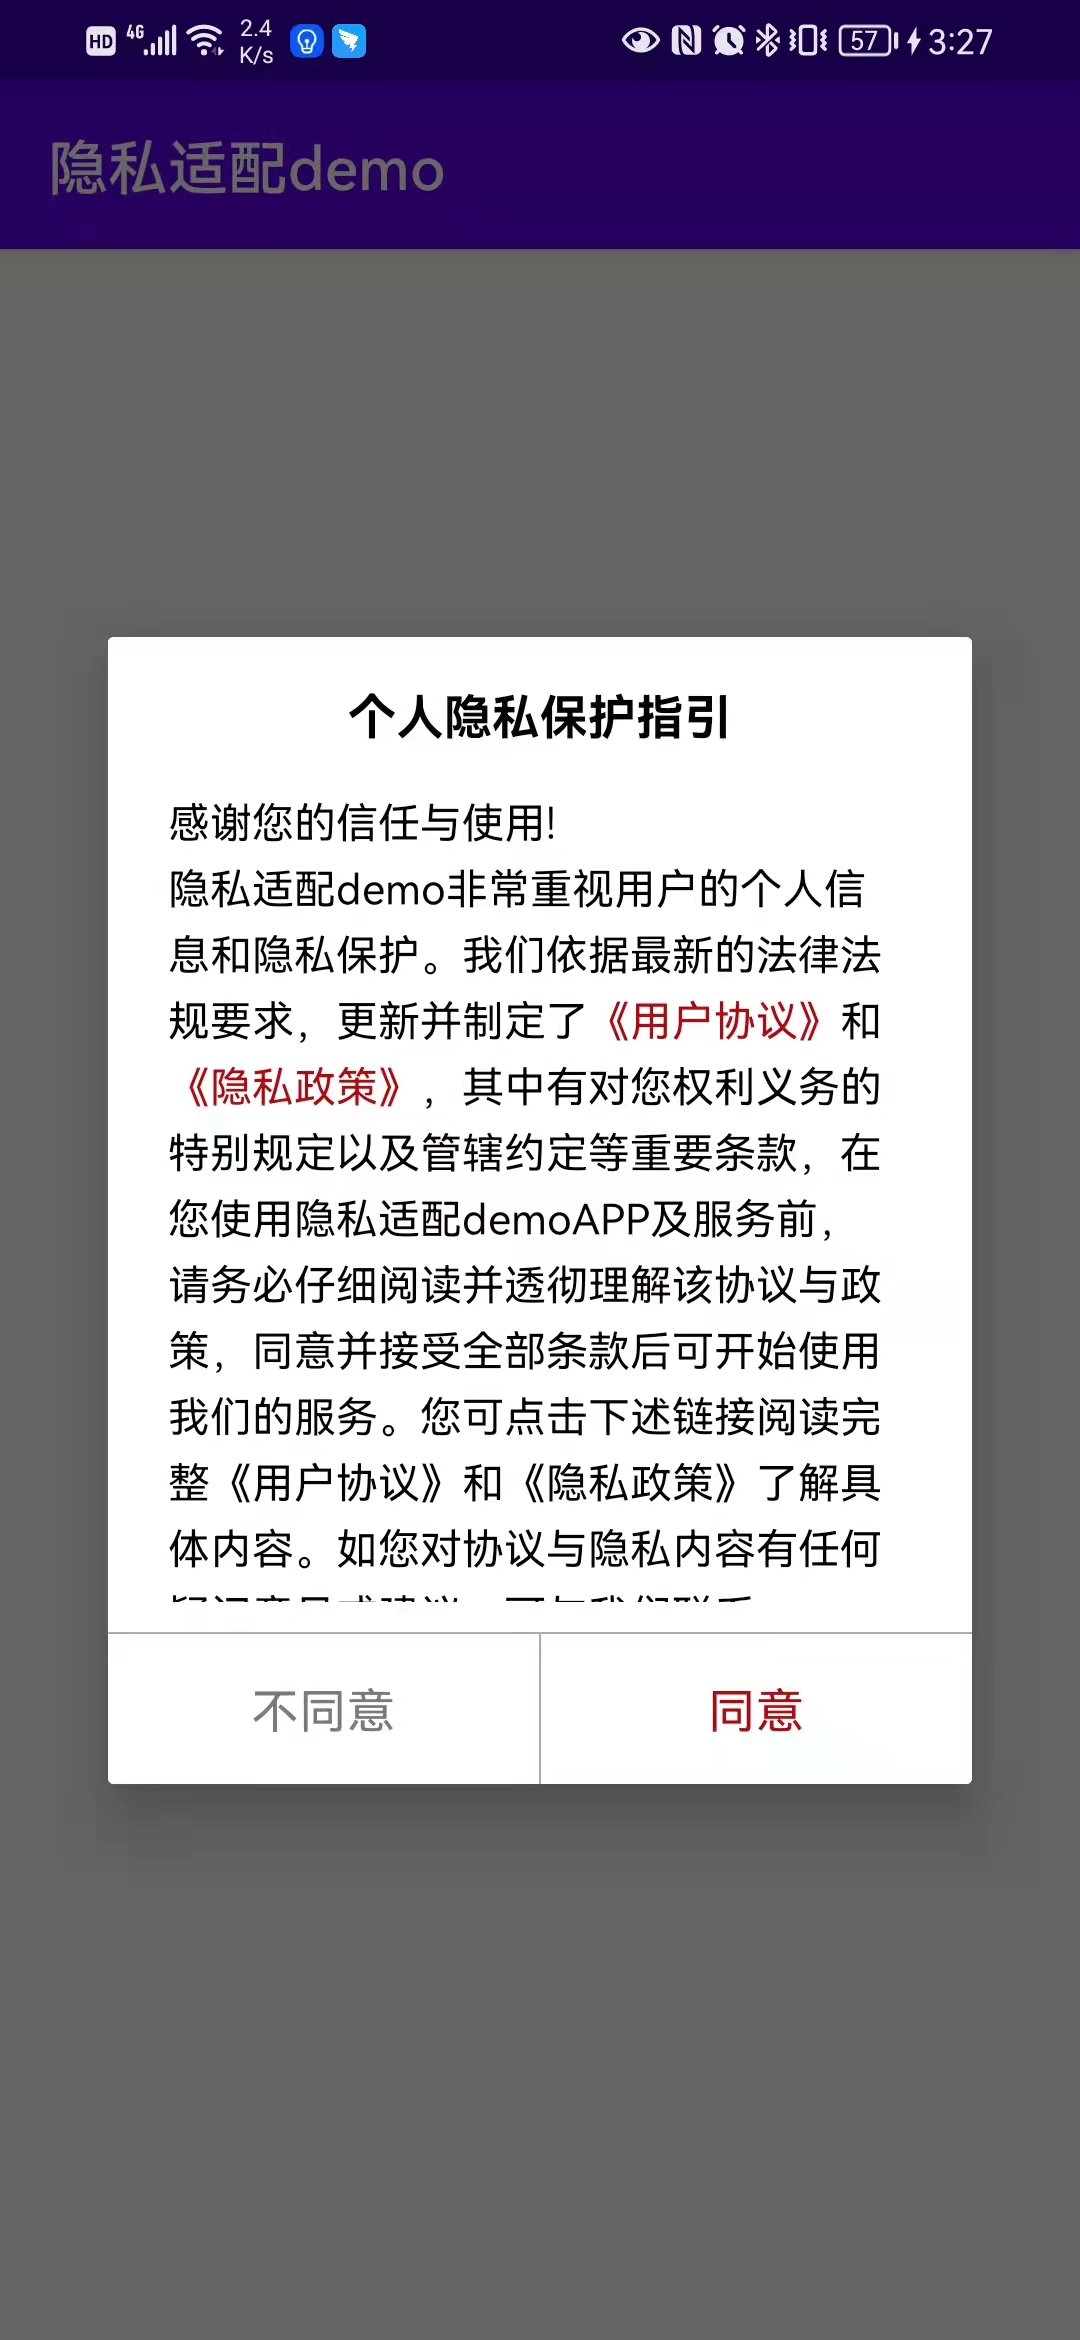 HD 4G 2.4 K/s 57 3:27
隐私适配demo
个人隐私保护指引
感谢您的信任与使用!
隐私适配demo非常重视用户的个人信
息和隐私保护。我们依据最新的法律法
规要求，更新并制定了《用户协议》和
《隐私政策》，其中有对您权利义务的
特别规定以及管辖约定等重要条款，在
您使用隐私适配demoAPP及服务前，
请务必仔细阅读并透彻理解该协议与政
策，同意并接受全部条款后可开始使用
我们的服务。您可点击下述链接阅读完
整《用户协议》和《隐私政策》了解具
体内容。如您对协议与隐私内容有任何
不同意
同意